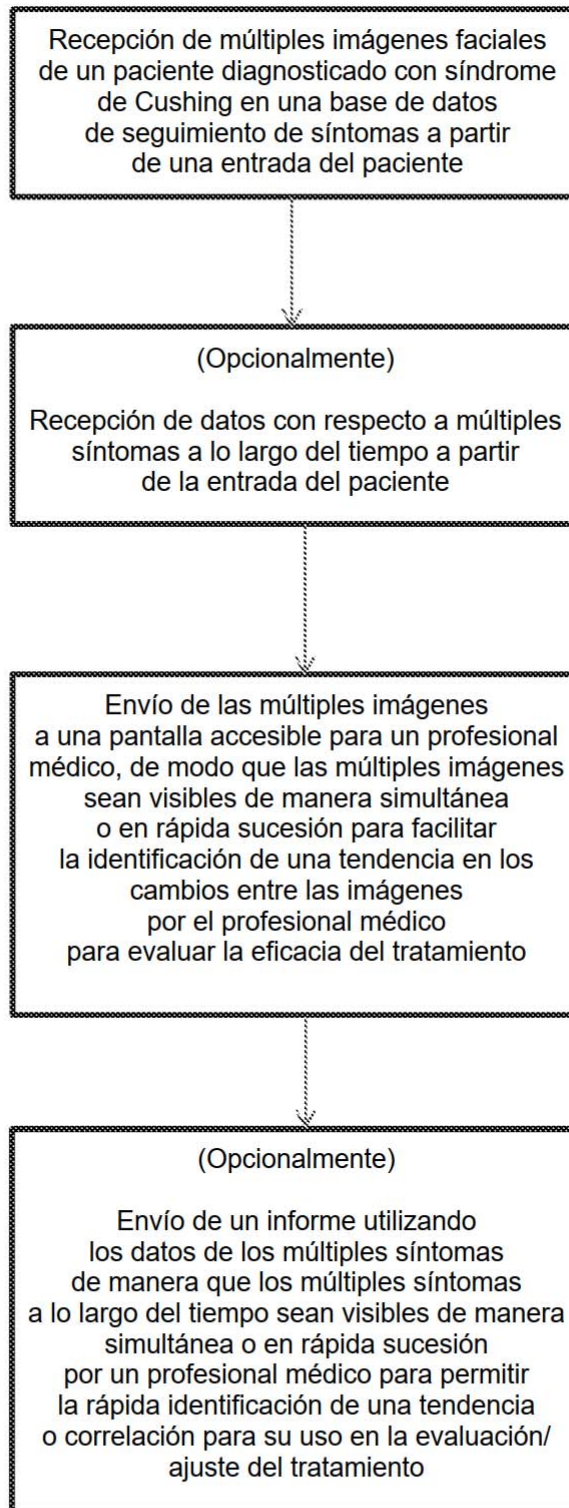 Recepción de múltiples imágenes faciales
de un paciente diagnosticado con síndrome
de Cushing en una base de datos
de seguimiento de síntomas a partir
de una entrada del paciente
(Opcionalmente)
Recepción de datos con respecto a múltiples
síntomas a lo largo del tiempo a partir
de la entrada del paciente
Envío de las múltiples imágenes
a una pantalla accesible para un profesional
médico, de modo que las múltiples imágenes
sean visibles de manera simultánea
o en rápida sucesión para facilitar
la identificación de una tendencia en los
cambios entre las imágenes
por el profesional médico
para evaluar la eficacia del tratamiento
(Opcionalmente)
Envío de un informe utilizando
los datos de los múltiples síntomas
de manera que los múltiples síntomas
a lo largo del tiempo sean visibles de manera
simultánea o en rápida sucesión
por un profesional médico para permitir
la rápida identificación de una tendencia
o correlación para su uso en la evaluación/
ajuste del tratamiento